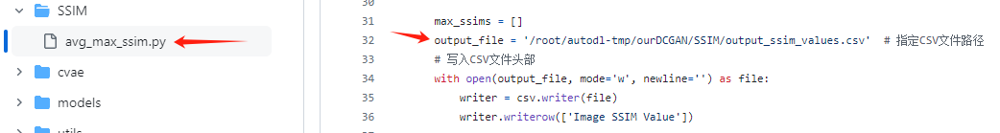 SSIM
avg_max_ssim.py
cvae
models
31 max_ssims = []
32 output_file = '/root/autodl-tmp/ourDCGAN/SSIM/output_ssim_values.csv' # 指定CSV文件路径
33 # 写入CSV文件头部
34 with open(output_file, mode='w', newline='') as file:
35 writer = csv.writer(file)
36 writer.writerow(['Image SSIM Value'])